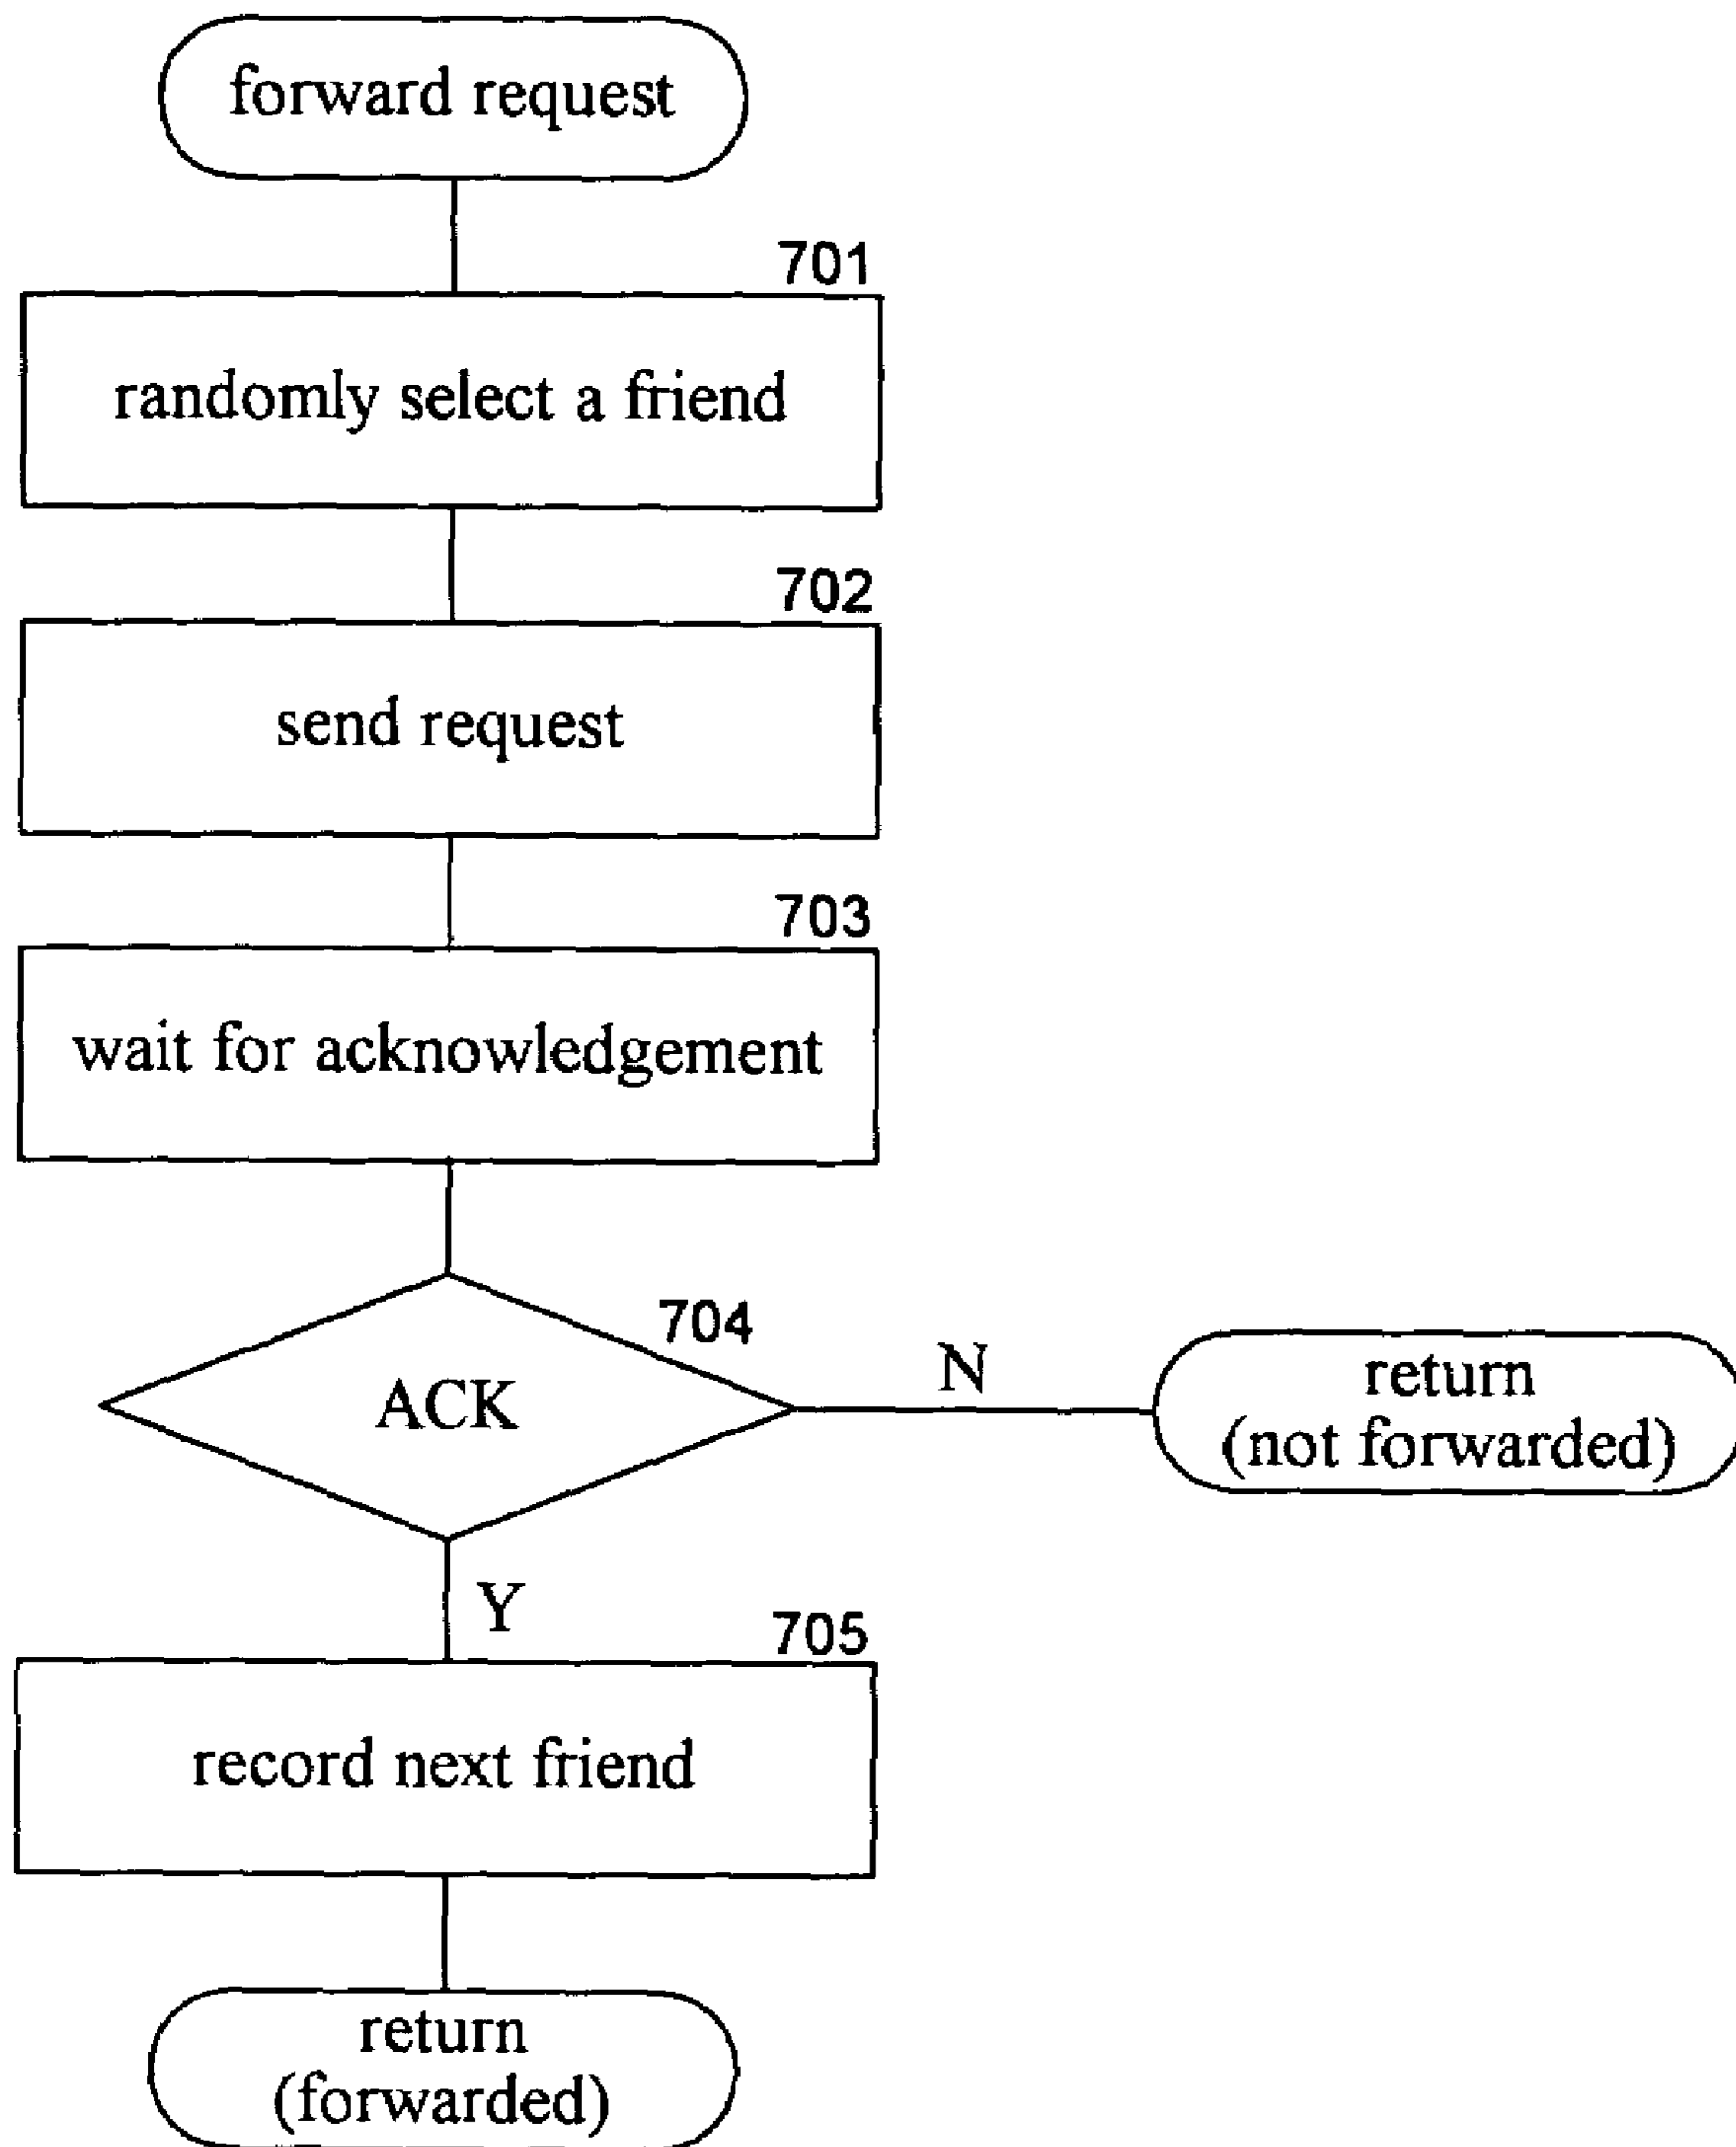 forward request
701
randomly select a friend
702
send request
703
wait for acknowledgement
704
ACK
N
return
(not forwarded)
Y
705
record next friend
return
(forwarded)